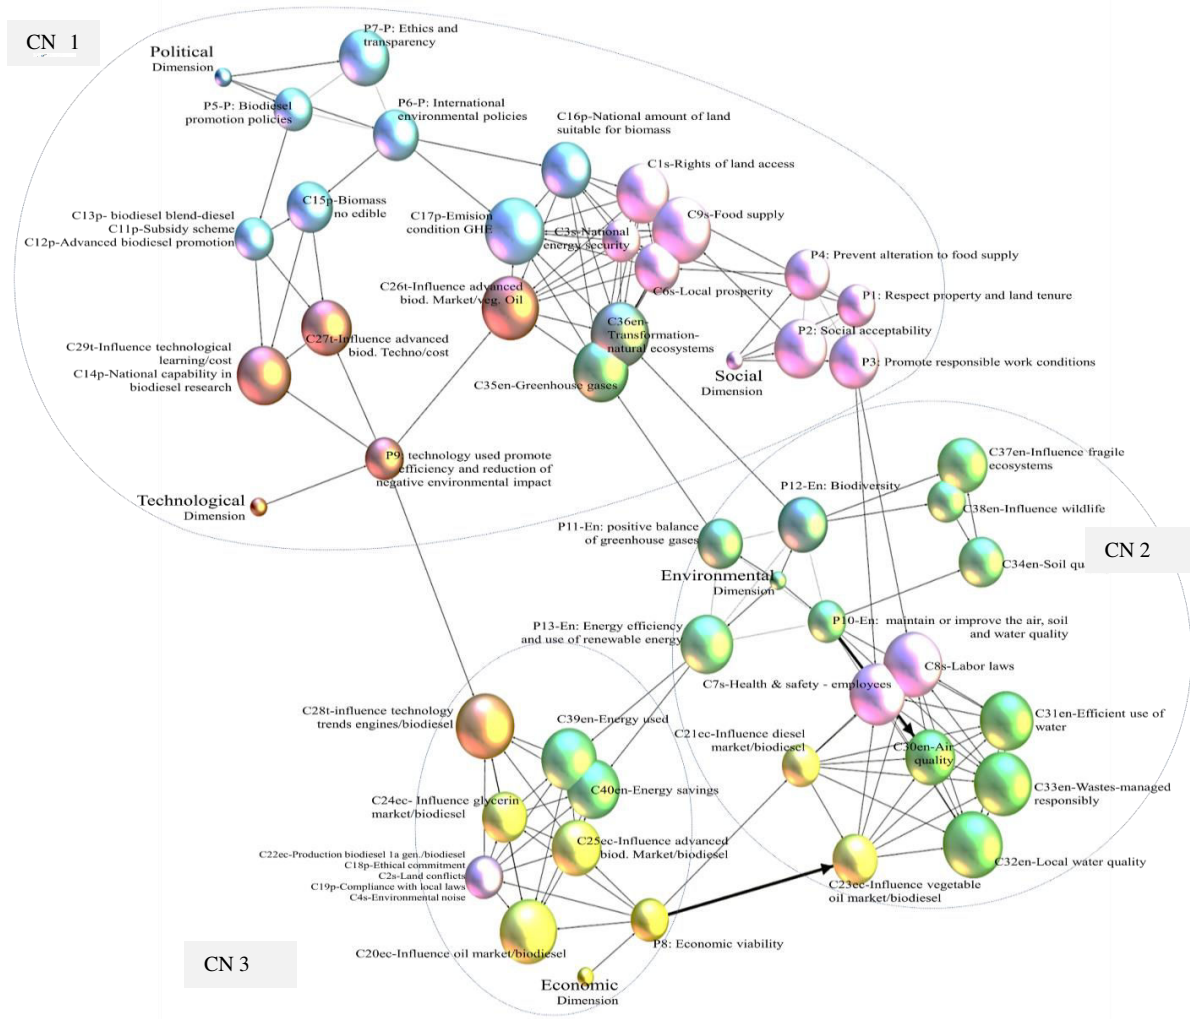 CN 1
P7-P: Ethics and
transparency
Political
Dimension
P5-P: Biodiesel
promotion policies
P6-P: International
environmental policies
C16p-National amount of land
suitable for biomass
C1s-Rights of land access
C15p-Biomass
no edible
C13p- biodiesel blend-diesel
C11p-Subsidy scheme
C12p-Advanced biodiesel promotion
C17p-Emision
condition GHE
C9s-Food supply
C3s-National
energy security
P4: Prevent alteration to food supply
C26t-Influence advanced
biod. Market/veg. Oil
C6s-Local prosperity
P1: Respect property and land tenure
C36en-
Transformation-
natural ecosystems
P2: Social acceptability
C27t-Influence advanced
biod. Techno/cost
C29t-Influence technological
learning/cost
C14p-National capability in
biodiesel research
P3: Promote responsible work conditions
Social
Dimension
C35en-Greenhouse gases
P9: technology used promote
efficiency and reduction of
negative environmental impact
Technological
Dimension
C37en-Influence fragile
ecosystems
P12-En: Biodiversity
C38en-Influence wildlife
P11-En: positive balance
of greenhouse gases
CN 2
C34en-Soil qu
Environmental
Dimension
P13-En: Energy efficiency
and use of renewable energy
P10-En: maintain or improve the air, soil
and water quality
C8s-Labor laws
C7s-Health & safety - employees
C28t-influence technology
trends engines/biodiesel
C39en-Energy used
C21ec-Influence diesel
market/biodiesel
C31en-Efficient use of
water
C30en-Air
quality
C40en-Energy savings
C33en-Wastes-managed
responsibly
C24ec- Influence glycerin
market/biodiesel
C25ec-Influence advanced
biod. Market/biodiesel
C22ec-Production biodiesel 1a gen./biodiesel
C18p-Ethical commitment
C2s-Land conflicts
C19p-Compliance with local laws
C4s-Environmental noise
C32en-Local water quality
C23ec-Influence vegetable
oil market/biodiesel
P8: Economic viability
C20ec-Influence oil market/biodiesel
CN 3
Economic
Dimension